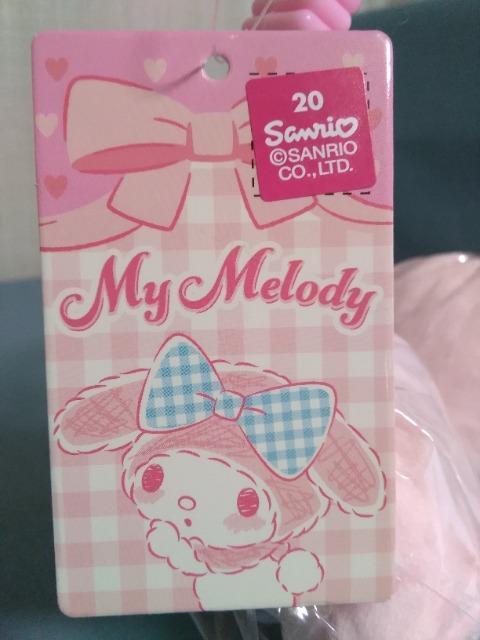 20
Sanrio
©SANRIO
CO., LTD.
My Melody